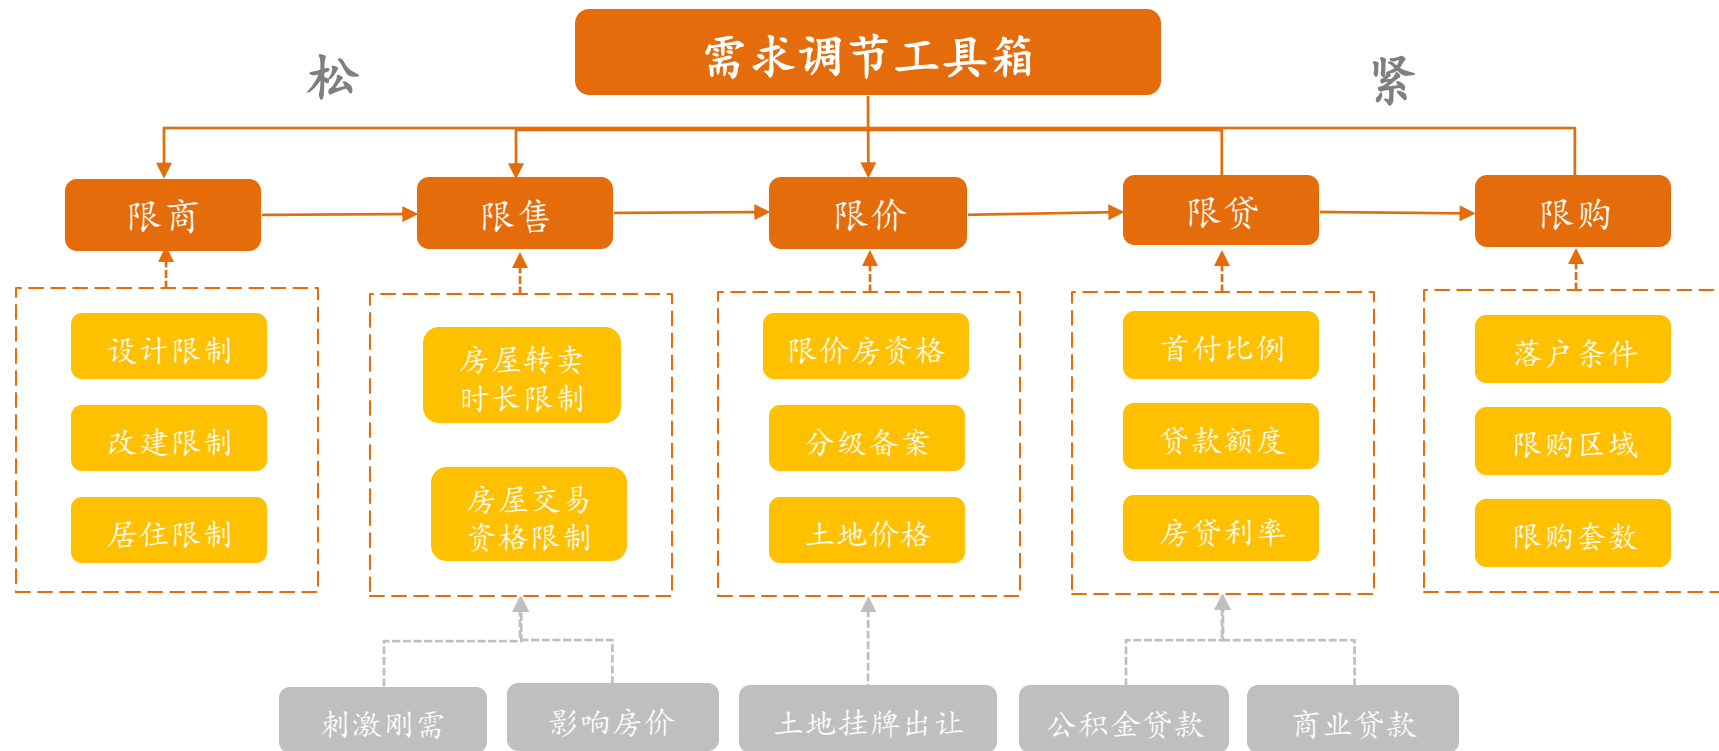 需求调节工具箱
松
紧
限商
限售
限价
限贷
限购
设计限制
改建限制
居住限制
房屋转卖
时长限制
房屋交易
资格限制
限价房资格
分级备案
土地价格
首付比例
贷款额度
房贷利率
落户条件
限购区域
限购套数
刺激刚需
影响房价
土地挂牌出让
公积金贷款
商业贷款